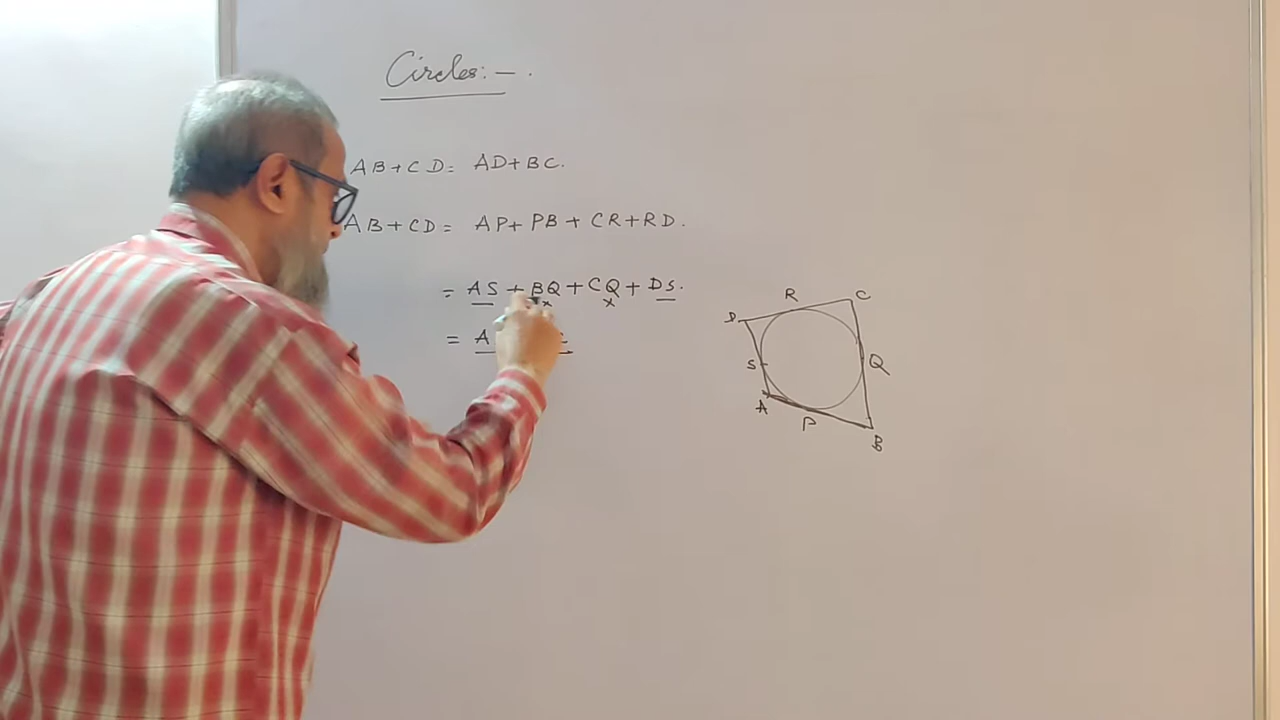 Circles:-.
AB+CD= AD+BC.
AB+CD= AP+PB+CR+RD.
= AS+BQ+CQ+DS.
= A
R
C
D
S
Q
A
P
B